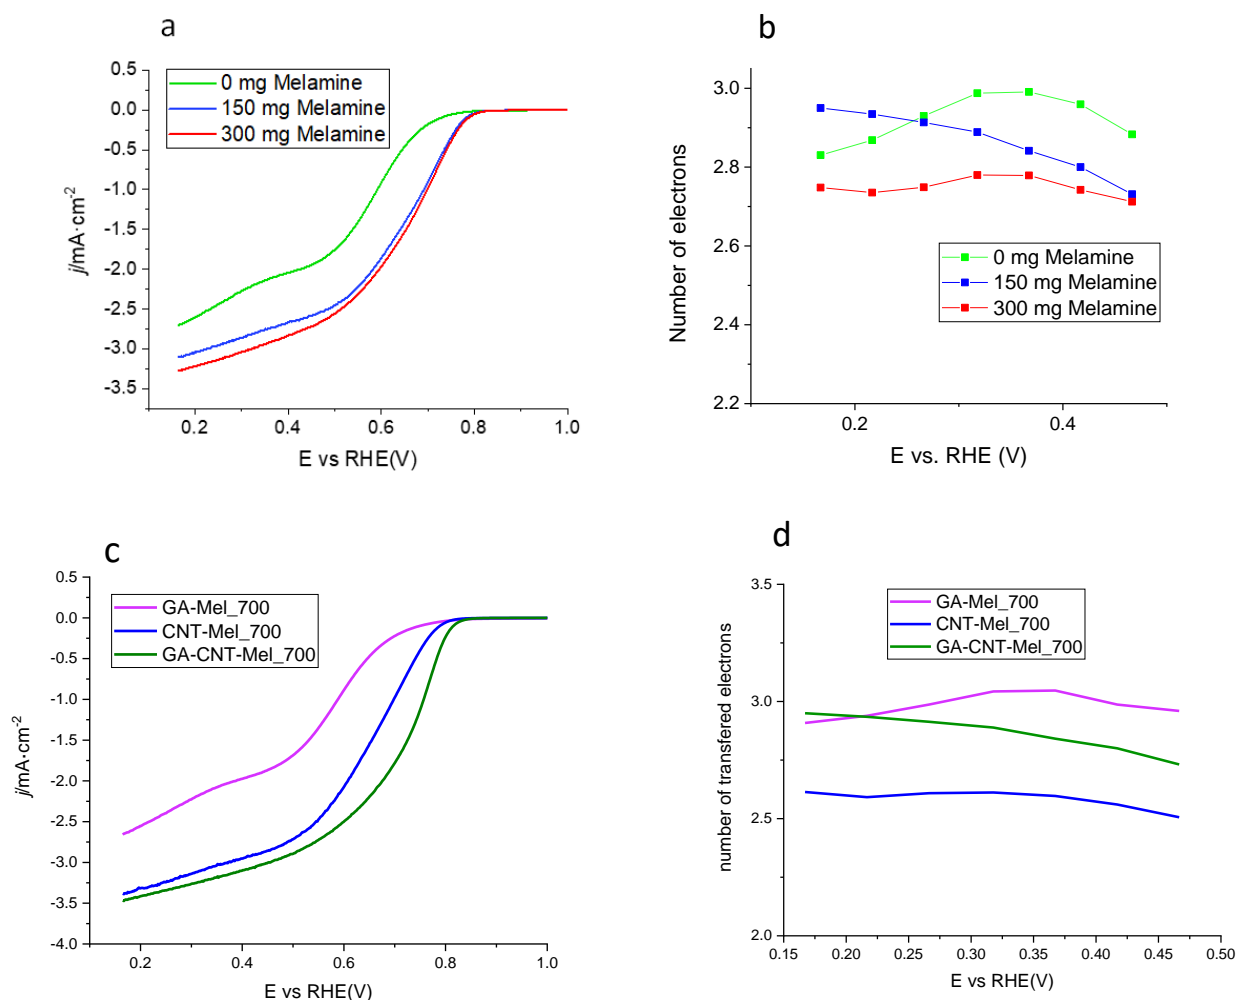 a
0.5
0.0
-0.5
-1.0
-1.5
-2.0
-2.5
-3.0
-3.5
j/mA·cm-2
0 mg Melamine
150 mg Melamine
300 mg Melamine
0.2 0.4 0.6 0.8 1.0
E vs RHE(V)
b
3.0
2.8
2.6
2.4
2.2
Number of electrons
0 mg Melamine
150 mg Melamine
300 mg Melamine
0.2 0.4
E vs. RHE (V)
c
0.5
0.0
-0.5
-1.0
-1.5
-2.0
-2.5
-3.0
-3.5
-4.0
j/mA·cm-2
GA-Mel_700
CNT-Mel_700
GA-CNT-Mel_700
0.2 0.4 0.6 0.8 1.0
E vs RHE(V)
d
3.5
3.0
2.5
2.0
number of transfered electrons
GA-Mel_700
CNT-Mel_700
GA-CNT-Mel_700
0.15 0.20 0.25 0.30 0.35 0.40 0.45 0.50
E vs RHE(V)